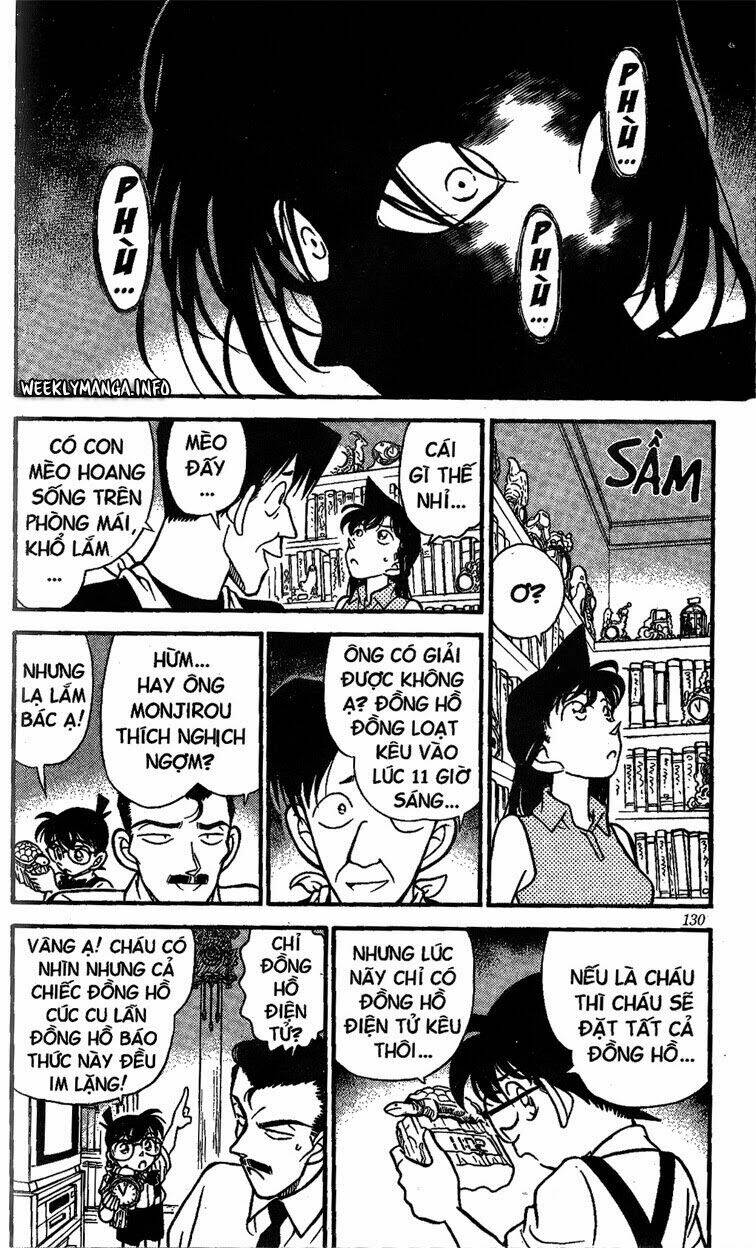 PHÙ...
PHÙ...
PHÙ...
WEEKLYMANGA.INFO
CÓ CON
MÈO HOANG
SỐNG TRÊN
PHÒNG MÁI,
KHỔ LẮM
...
MÈO
ĐẤY
...
CÁI
GÌ THẾ
NHỈ...
SẦM
Ơ?
NHƯNG
LẠ LẮM
BÁC Ạ!
HỪM...
HAY ÔNG
MONJIROU
THÍCH NGHỊCH
NGỢM?
ÔNG CÓ GIẢI
ĐƯỢC KHÔNG
Ạ? ĐỒNG HỒ
ĐỒNG LOẠT
KÊU VÀO
LÚC 11 GIỜ
SÁNG...
130
VÂNG Ạ! CHÁU CÓ
NHÌN NHƯNG CẢ
CHIẾC ĐỒNG HỒ
CÚC CU LẪN
ĐỒNG HỒ BÁO
THỨC NÀY ĐỀU
IM LẶNG!
CHỈ
ĐỒNG
HỒ
ĐIỆN
TỬ?
NHƯNG LÚC
NÃY CHỈ CÓ
ĐỒNG HỒ
ĐIỆN TỬ KÊU
THÔI...
NẾU LÀ CHÁU
THÌ CHÁU SẼ
ĐẶT TẤT CẢ
ĐỒNG HỒ...